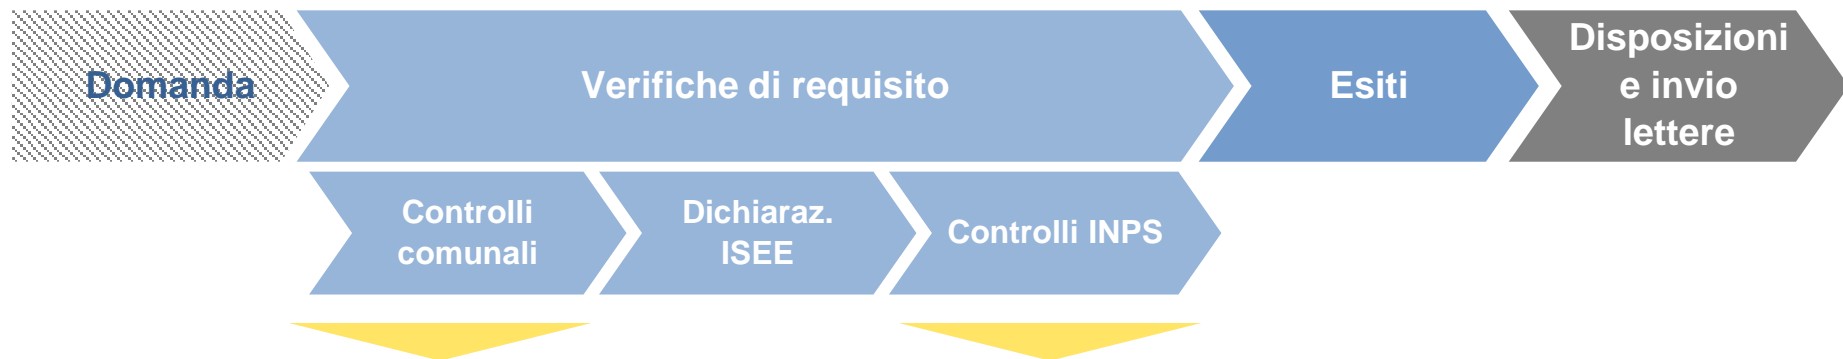 Domanda
Verifiche di requisito
Esiti
Disposizioni
e invio
lettere
Controlli
comunali
Dichiaraz.
ISEE
Controlli INPS